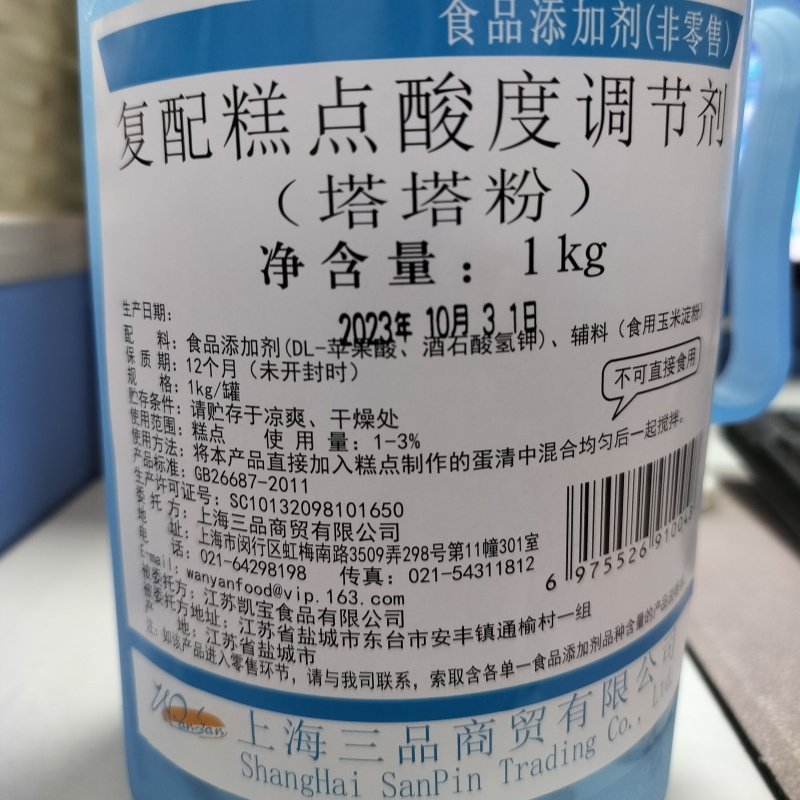 食品添加剂(非零售)
复配糕点酸度调节剂
(塔塔粉)
净含量：1kg
生产日期：
2023年 10月 31日
配 料：食品添加剂(DL-苹果酸、酒石酸氢钾)、辅料(食用玉米淀粉)
保 质 期：12个月(未开封时)
规 格：1kg/罐
不可直接食用
贮存条件：请贮存于凉爽、干燥处
使用范围：糕点 使 用 量：1-3%
使用方法：将本产品直接加入糕点制作的蛋清中混合均匀后一起搅拌。
产品标准：GB26687-2011
生产许可证号：SC10132098101650
委 托 方：上海三品商贸有限公司
地 址：上海市闵行区虹梅南路3509弄298号第11幢301室
电 话：021-64298198 传真：021-54311812
E-mail：wanyanfood@vip.163.com
被委托方：江苏凯宝食品有限公司
被委托方地址：江苏省盐城市东台市安丰镇通榆村一组
产 地：江苏省盐城市
注：如该产品进入零售环节，请与我司联系，索取含各单一食品添加剂品种含量的产品说明
6 975526 91004
上海三品商贸有限公司
ShangHai SanPin Trading Co., Ltd